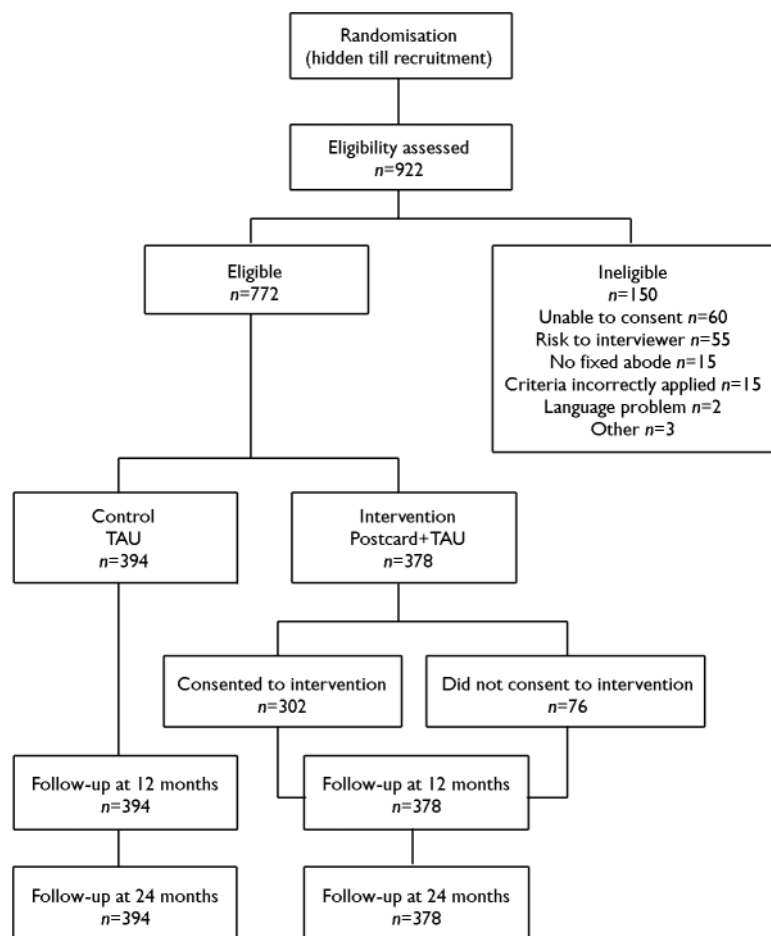 Randomisation
(hidden till recruitment)
Eligibility assessed
n=922
Eligible
n=772
Ineligible
n=150
Unable to consent n=60
Risk to interviewer n=55
No fixed abode n=15
Criteria incorrectly applied n=15
Language problem n=2
Other n=3
Control
TAU
n=394
Intervention
Postcard+TAU
n=378
Consented to intervention
n=302
Did not consent to intervention
n=76
Follow-up at 12 months
n=394
Follow-up at 12 months
n=378
Follow-up at 24 months
n=394
Follow-up at 24 months
n=378